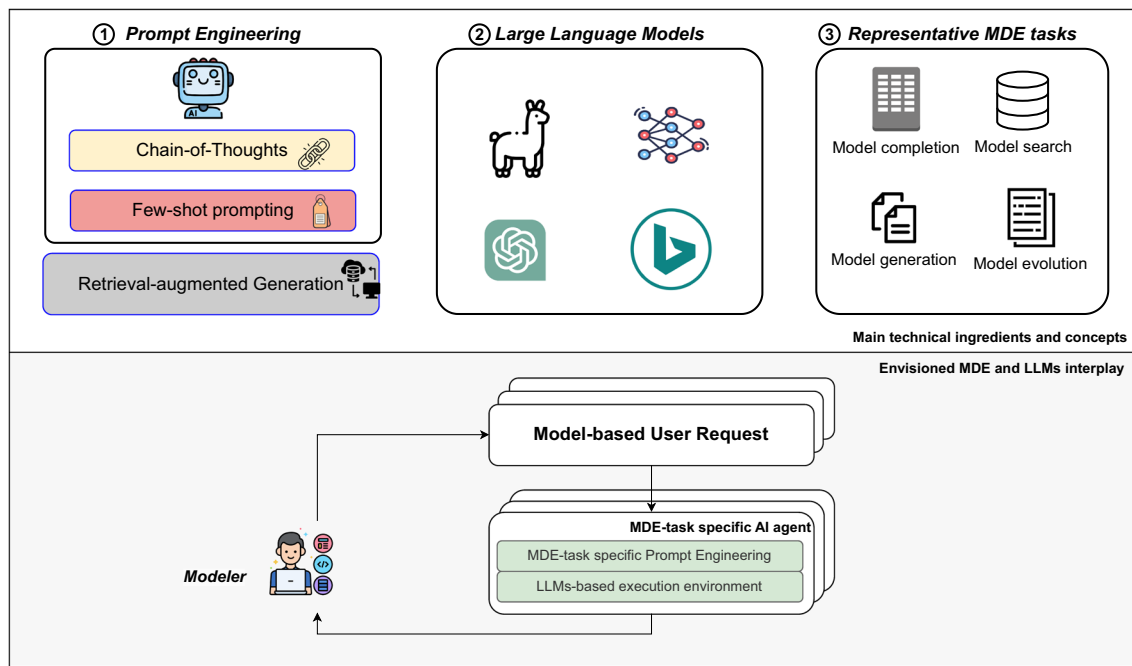 1 Prompt Engineering
AI
Chain-of-Thoughts
Few-shot prompting
Retrieval-augmented Generation
2 Large Language Models
3 Representative MDE tasks
Model completion
Model search
Model generation
Model evolution
Main technical ingredients and concepts
Envisioned MDE and LLMs interplay
Model-based User Request
MDE-task specific AI agent
MDE-task specific Prompt Engineering
LLMs-based execution environment
Modeler